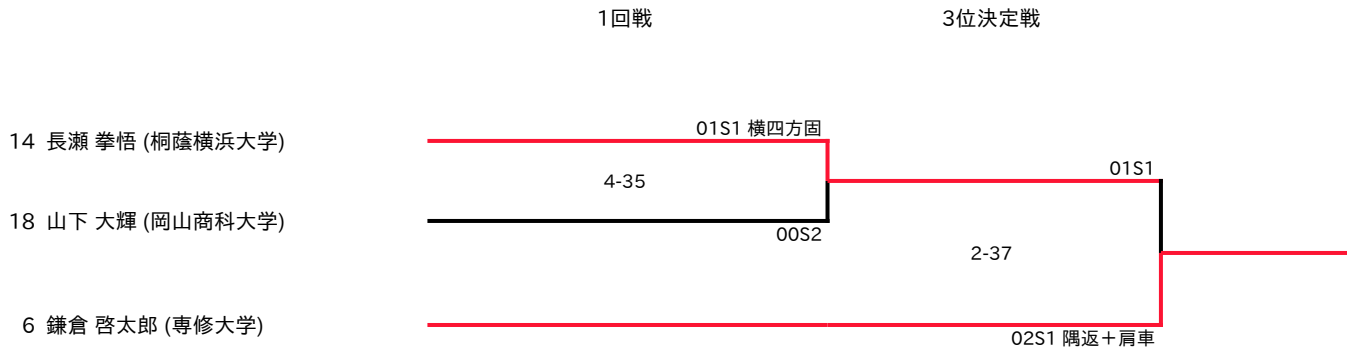 1回戦
3位決定戦
14 長瀬 拳悟 (桐蔭横浜大学)
01S1 横四方固
4-35
18 山下 大輝 (岡山商科大学)
00S2
01S1
2-37
6 鎌倉 啓太郎 (専修大学)
02S1 隅返＋肩車